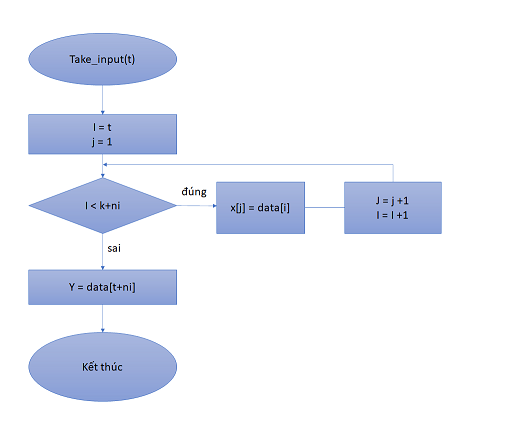 Take_input(t)
I = t
j = 1
I < k+ni
đúng
x[j] = data[i]
J = j +1
I = I +1
sai
Y = data[t+ni]
Kết thúc